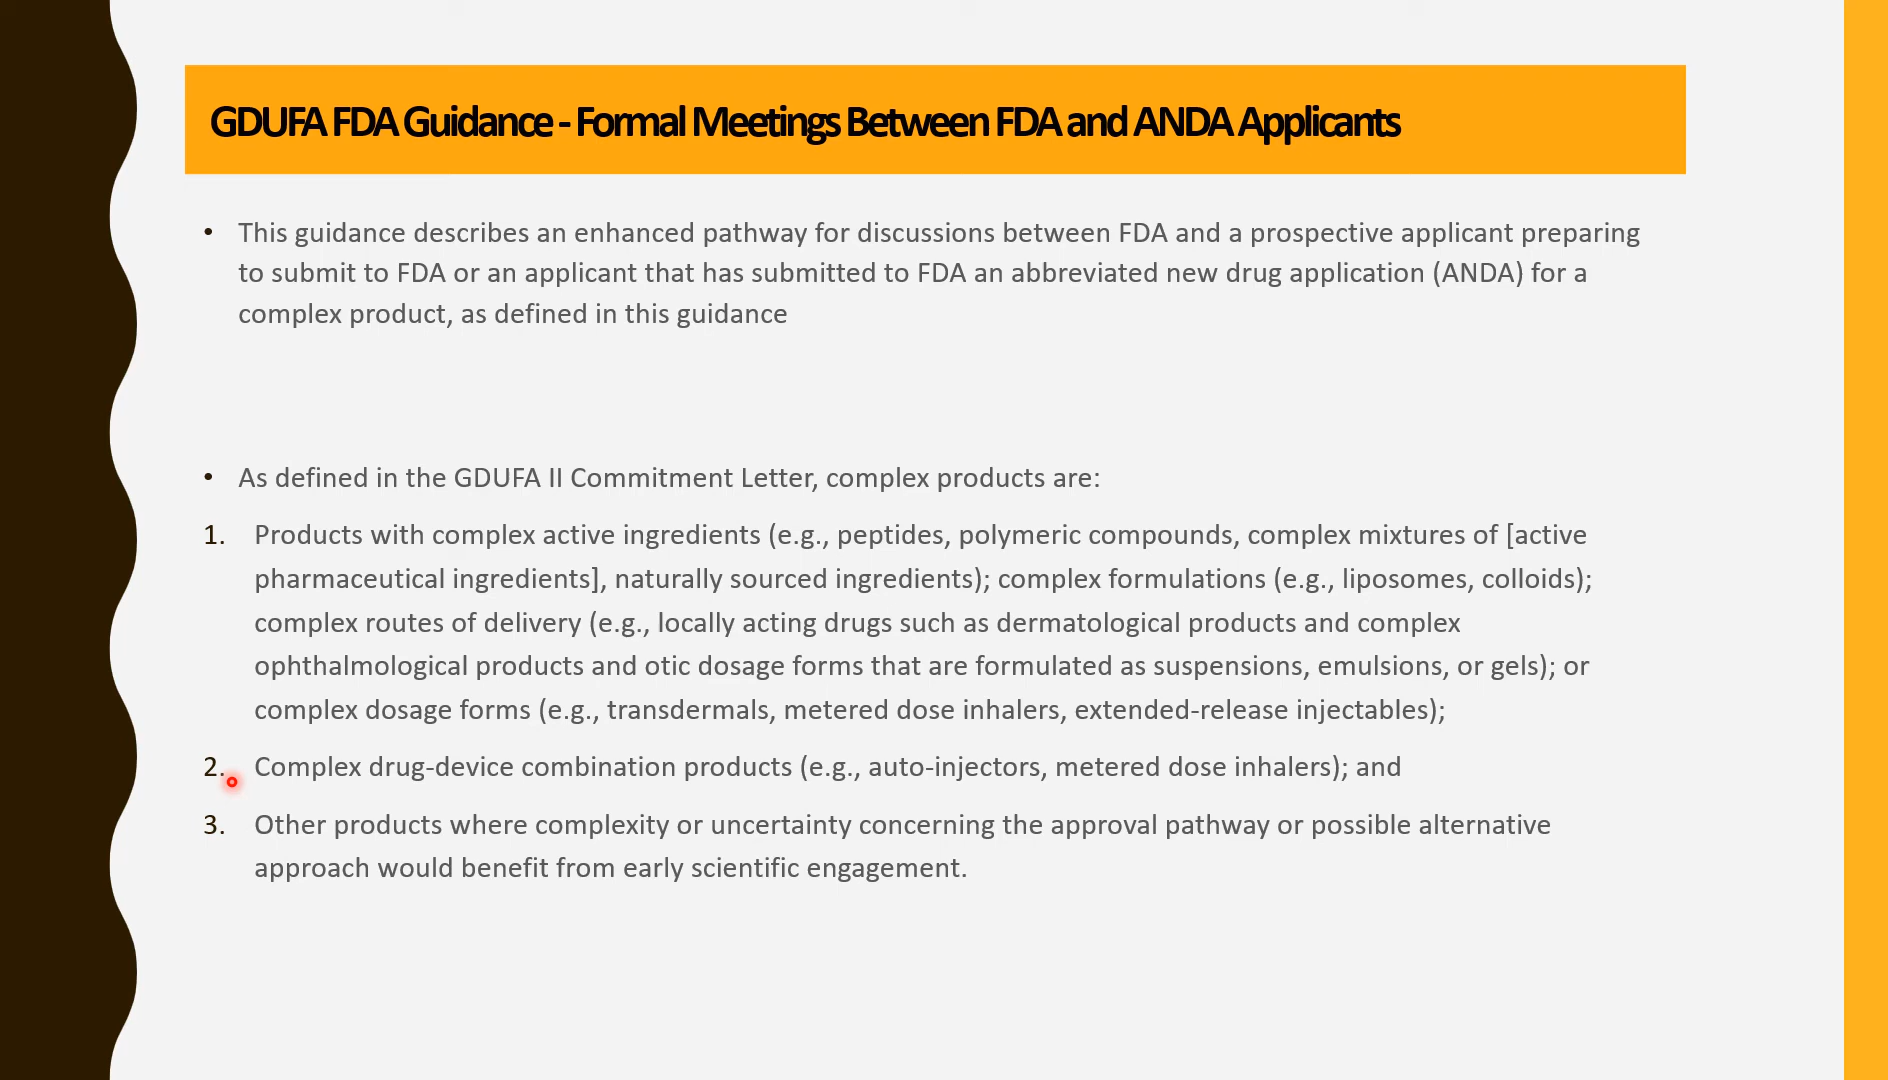 GDUFA FDA Guidance - Formal Meetings Between FDA and ANDA Applicants
• This guidance describes an enhanced pathway for discussions between FDA and a prospective applicant preparing
to submit to FDA or an applicant that has submitted to FDA an abbreviated new drug application (ANDA) for a
complex product, as defined in this guidance
• As defined in the GDUFA II Commitment Letter, complex products are:
1. Products with complex active ingredients (e.g., peptides, polymeric compounds, complex mixtures of [active
pharmaceutical ingredients], naturally sourced ingredients); complex formulations (e.g., liposomes, colloids);
complex routes of delivery (e.g., locally acting drugs such as dermatological products and complex
ophthalmological products and otic dosage forms that are formulated as suspensions, emulsions, or gels); or
complex dosage forms (e.g., transdermals, metered dose inhalers, extended-release injectables);
2. Complex drug-device combination products (e.g., auto-injectors, metered dose inhalers); and
3. Other products where complexity or uncertainty concerning the approval pathway or possible alternative
approach would benefit from early scientific engagement.